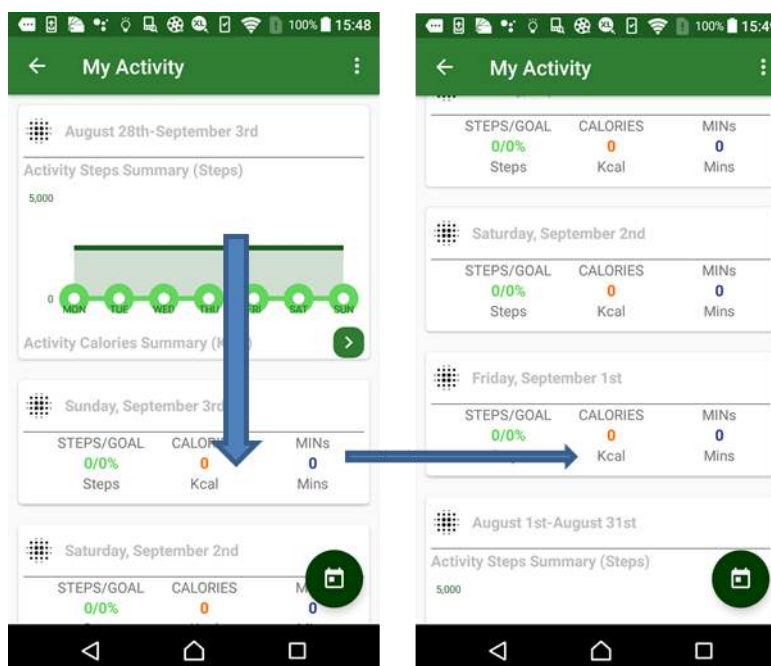 100% 15:48
My Activity
August 28th-September 3rd
Activity Steps Summary (Steps)
5,000
0
MON TUE WED THU FRI SAT SUN
Activity Calories Summary
Sunday, September 3rd
STEPS/GOAL CALORIES MINs
0/0% 0 0
Steps Kcal Mins
Saturday, September 2nd
STEPS/GOAL CALORIES
0/0% 0 0
XL 100% 15:49
My Activity
STEPS/GOAL CALORIES MINs
0/0% 0 0
Steps Kcal Mins
Saturday, September 2nd
STEPS/GOAL CALORIES MINs
0/0% 0 0
Steps Kcal Mins
Friday, September 1st
STEPS/GOAL CALORIES MINs
0/0% 0 0
Kcal Mins
August 1st-August 31st
Activity Steps Summary (Steps)
5,000